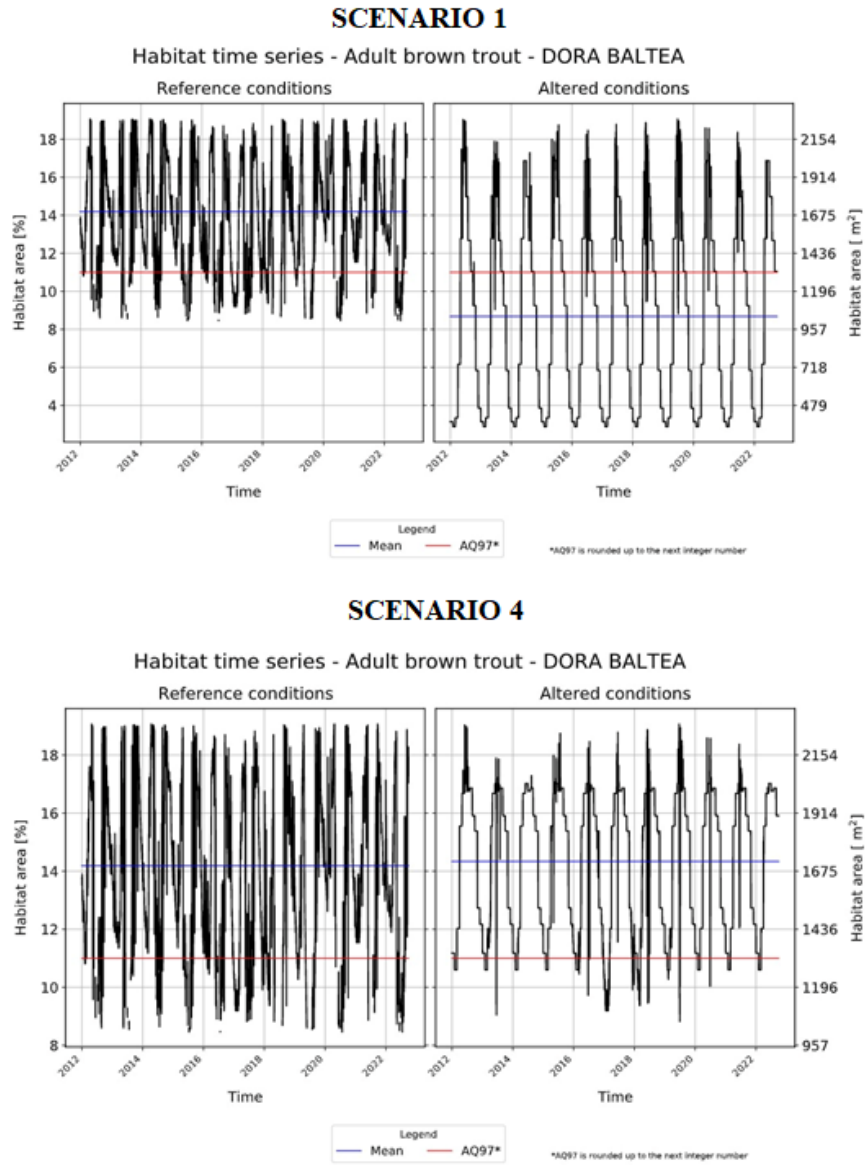 SCENARIO 1
Habitat time series - Adult brown trout - DORA BALTEA
Reference conditions
Altered conditions
Habitat area [%]
18
16
14
12
10
8
6
4
2154
1914
1675
1436
1196
957
718
479
Habitat area [ m²]
2012
2014
2016
2018
2020
2022
2012
2014
2016
2018
2020
2022
Time
Time
Legend
Mean
AQ97*
*AQ97 is rounded up to the next integer number
SCENARIO 4
Habitat time series - Adult brown trout - DORA BALTEA
Reference conditions
Altered conditions
Habitat area [%]
18
16
14
12
10
8
2154
1914
1675
1436
1196
957
Habitat area [ m²]
2012
2014
2016
2018
2020
2022
2012
2014
2016
2018
2020
2022
Time
Time
Legend
Mean
AQ97*
*AQ97 is rounded up to the next integer number